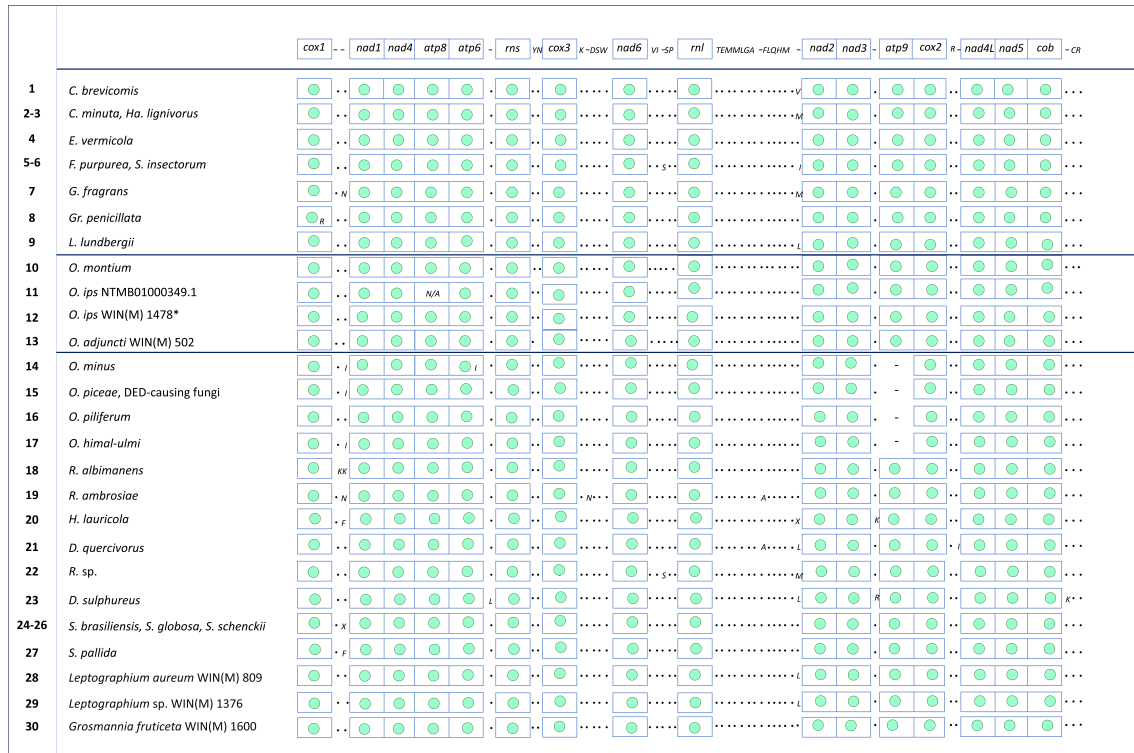 cox1 – – nad1 nad4 atp8 atp6 – rns YN cox3 K –DSW nad6 VI –SP rnl TEMMLGA –FLQHM – nad2 nad3 – atp9 cox2 R – nad4L nad5 cob – CR
1 C. brevicomis V
2-3 C. minuta, Ha. lignivorus M
4 E. vermicola
5-6 F. purpurea, S. insectorum S I
7 G. fragrans N M
8 Gr. penicillata R
9 L. lundbergii L
10 O. montium
11 O. ips NTMB01000349.1 N/A
12 O. ips WIN(M) 1478*
13 O. adjuncti WIN(M) 502
14 O. minus I I –
15 O. piceae, DED-causing fungi I –
16 O. piliferum –
17 O. himal-ulmi I –
18 R. albimanens KK
19 R. ambrosiae N N A
20 H. lauricola F X K
21 D. quercivorus A L I
22 R. sp. S M
23 D. sulphureus L L R K
24-26 S. brasiliensis, S. globosa, S. schenckii X
27 S. pallida F
28 Leptographium aureum WIN(M) 809 L
29 Leptographium sp. WIN(M) 1376 L
30 Grosmannia fruticeta WIN(M) 1600